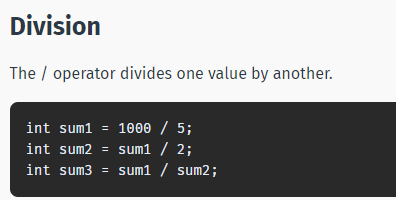 Division
The / operator divides one value by another.
int sum1 = 1000 / 5;
int sum2 = sum1 / 2;
int sum3 = sum1 / sum2;